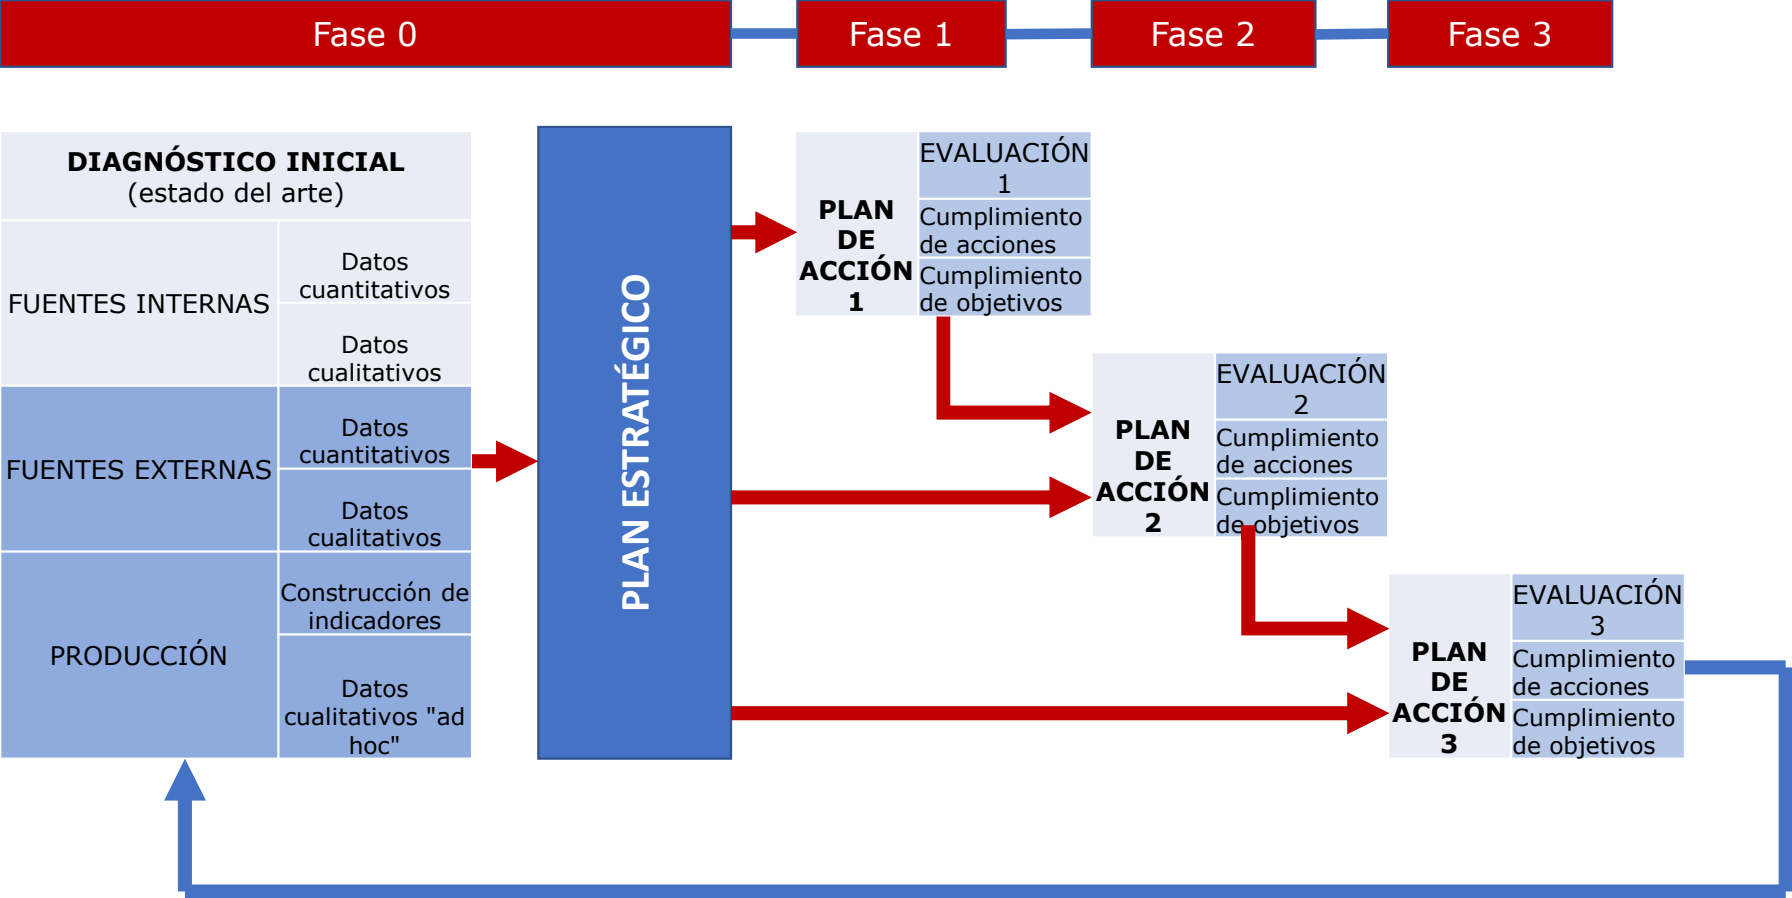 Fase 0
Fase 1
Fase 2
Fase 3
DIAGNÓSTICO INICIAL
(estado del arte)
FUENTES INTERNAS
Datos
cuantitativos
Datos
cualitativos
FUENTES EXTERNAS
Datos
cuantitativos
Datos
cualitativos
PRODUCCIÓN
Construcción de
indicadores
Datos
cualitativos "ad
hoc"
PLAN ESTRATÉGICO
PLAN
DE
ACCIÓN
1
EVALUACIÓN
1
Cumplimiento
de acciones
Cumplimiento
de objetivos
PLAN
DE
ACCIÓN
2
EVALUACIÓN
2
Cumplimiento
de acciones
Cumplimiento
de objetivos
PLAN
DE
ACCIÓN
3
EVALUACIÓN
3
Cumplimiento
de acciones
Cumplimiento
de objetivos